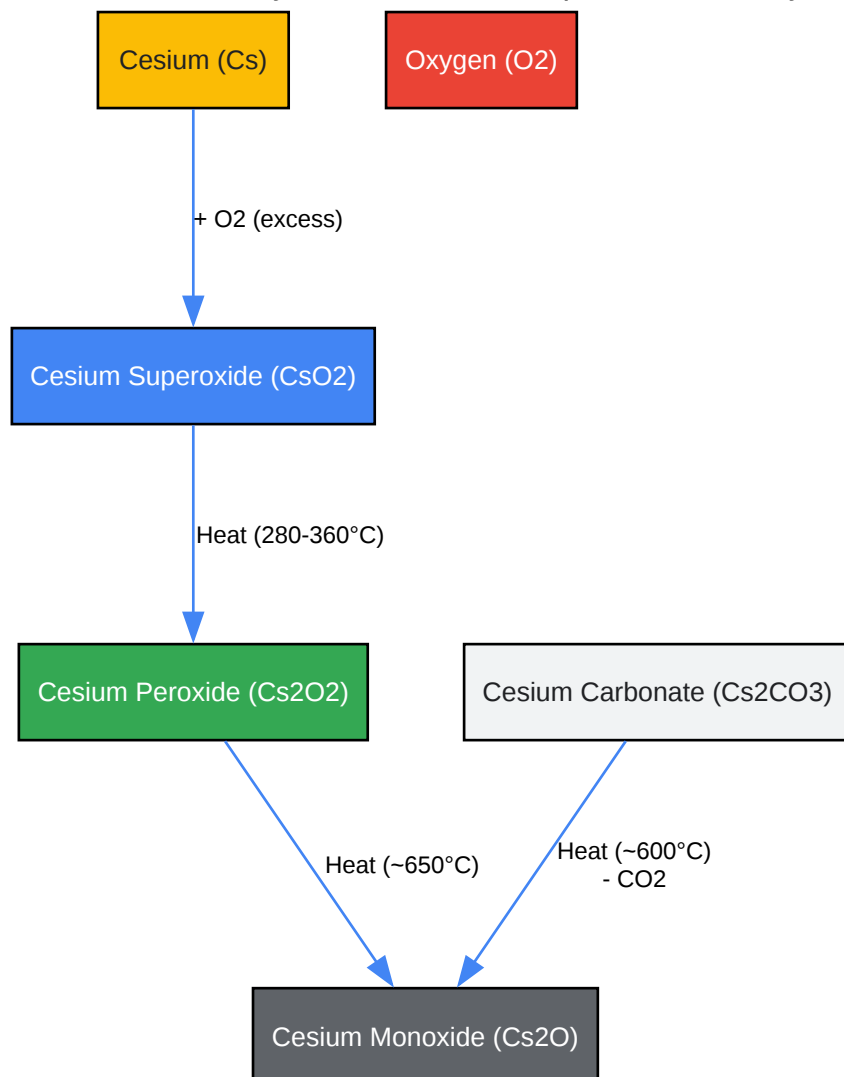 Cesium (Cs)
Oxygen (O2)
+ O2 (excess)
Cesium Superoxide (CsO2)
Heat (280-360°C)
Cesium Peroxide (Cs2O2)
Cesium Carbonate (Cs2CO3)
Heat (~650°C)
Heat (~600°C)
- CO2
Cesium Monoxide (Cs2O)